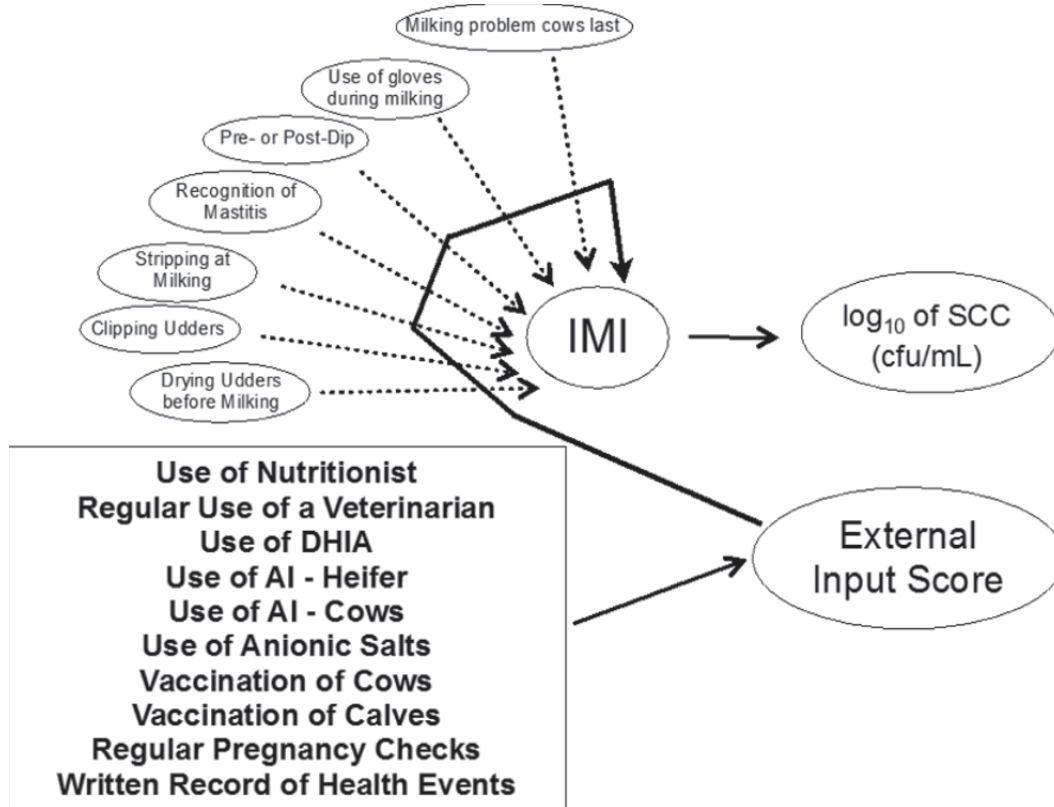 Milking problem cows last
Use of gloves
during milking
Pre- or Post-Dip
Recognition of
Mastitis
Stripping at
Milking
Clipping Udders
Drying Udders
before Milking
IMI
log₁₀ of SCC
(cfu/mL)
Use of Nutritionist
Regular Use of a Veterinarian
Use of DHIA
Use of AI - Heifer
Use of AI - Cows
Use of Anionic Salts
Vaccination of Cows
Vaccination of Calves
Regular Pregnancy Checks
Written Record of Health Events
External
Input Score